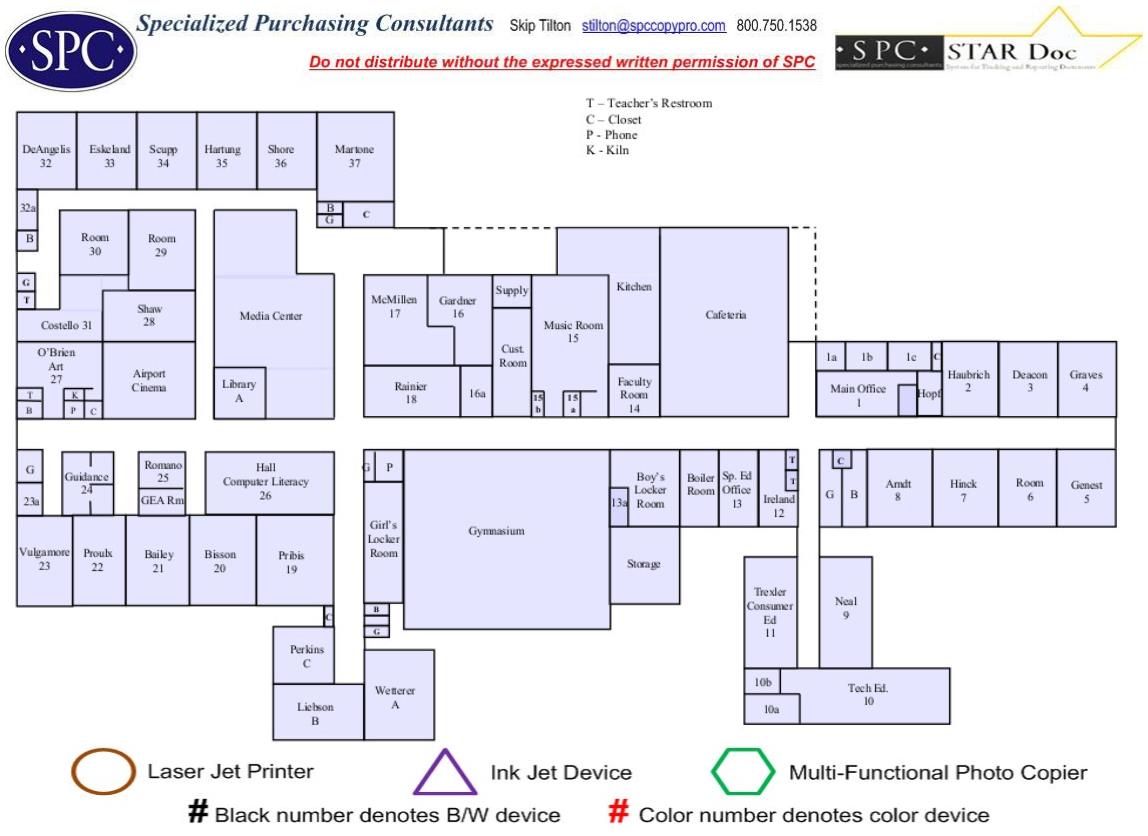 SPC
Specialized Purchasing Consultants Skip Tilton stilton@spccopypro.com 800.750.1538
Do not distribute without the expressed written permission of SPC
• S P C •
specialized purchasing consultants
STAR Doc
System for Tracking and Reporting Documents
T – Teacher's Restroom
C – Closet
P - Phone
K - Kiln
DeAngelis
32
Eskeland
33
Scupp
34
Hartung
35
Shore
36
Martone
37
32a
B
B
G
C
Room
30
Room
29
G
T
Costello 31
Shaw
28
Media Center
Library
A
O'Brien
Art
27
T
B
K
P
C
Airport
Cinema
McMillen
17
Gardner
16
Supply
Cust.
Room
Music Room
15
15
b
15
a
Kitchen
Faculty
Room
14
Cafeteria
Rainier
18
16a
1a
1b
1c
C
Main Office
1
Hopf
Haubrich
2
Deacon
3
Graves
4
G
23a
Guidance
24
Romano
25
GEA Rm
Hall
Computer Literacy
26
G
P
Girl's
Locker
Room
Gymnasium
13a
Boy's
Locker
Room
Boiler
Room
Sp. Ed
Office
13
Ireland
12
T
T
C
G
B
Arndt
8
Hinck
7
Room
6
Genest
5
Vulgamore
23
Proulx
22
Bailey
21
Bisson
20
Pribis
19
Storage
C
B
G
Perkins
C
Liebson
B
Wetterer
A
Trexler
Consumer
Ed
11
Neal
9
10b
10a
Tech Ed.
10
Laser Jet Printer
Ink Jet Device
Multi-Functional Photo Copier
# Black number denotes B/W device
# Color number denotes color device